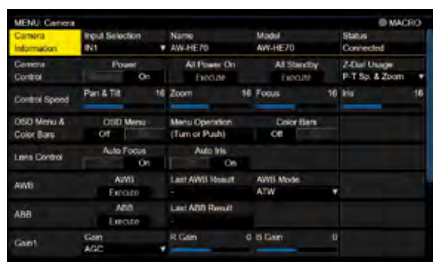 MENU: Camera
MACRO
Camera Information
Input Selection
IN1
Name
AW-HE70
Model
AW-HE70
Status
Connected
Camera Control
Power
On
All Power On
Execute
All Standby
Execute
Z-Dial Usage
P-T Sp. & Zoom
Control Speed
Pan & Tilt 16
Zoom 16
Focus 16
Iris 16
OSD Menu & Color Bars
OSD Menu
Off
Menu Operation
(Turn or Push)
Color Bars
Off
Lens Control
Auto Focus
On
Auto Iris
On
AWB
AWB
Execute
Last AWB Result
-
AWB Mode
ATW
ABB
ABB
Execute
Last ABB Result
-
Gain1
Gain
AGC
R Gain 0
B Gain 0